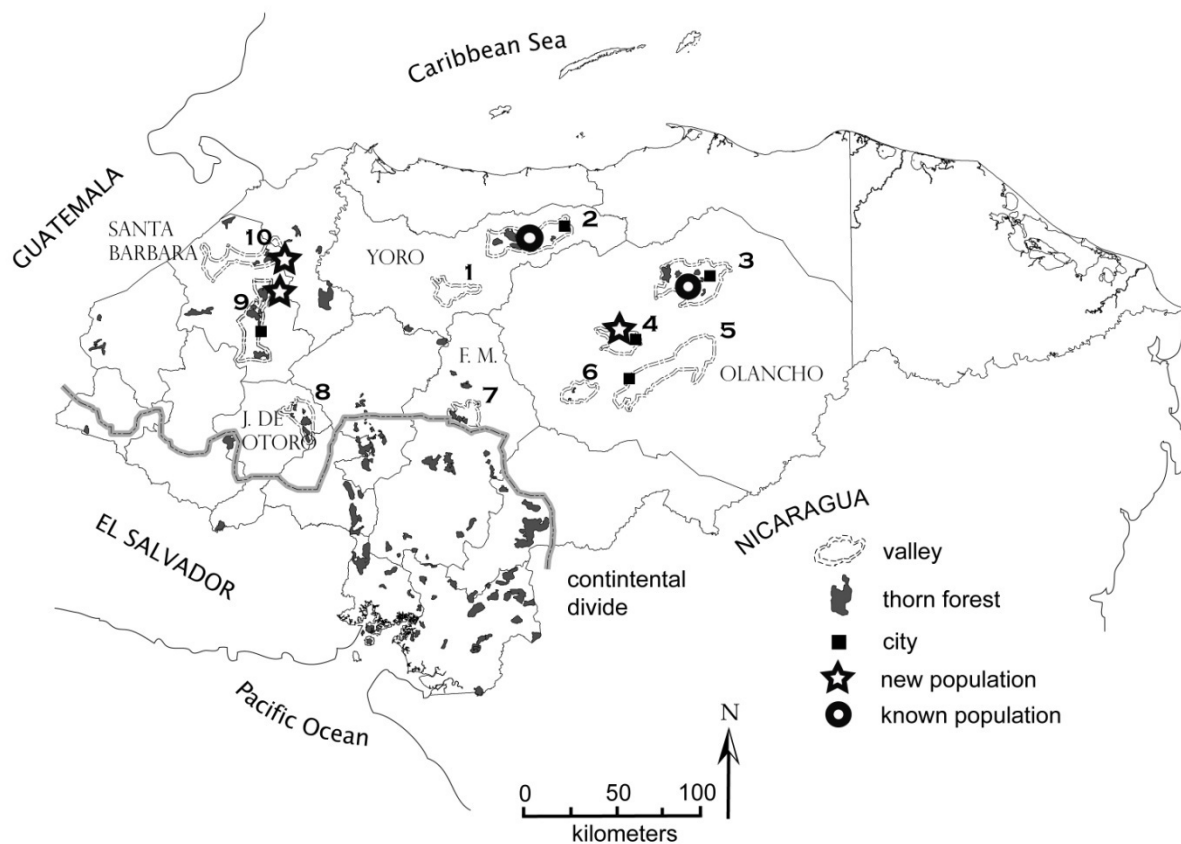 Caribbean Sea
GUATEMALA
SANTA
BARBARA
10
YORO
2
1
3
9
4
5
F. M.
6
OLANCHO
8
7
J. DE
OTORO
EL SALVADOR
NICARAGUA
contintental
divide
valley
thorn forest
city
new population
known population
Pacific Ocean
N
0 50 100
kilometers